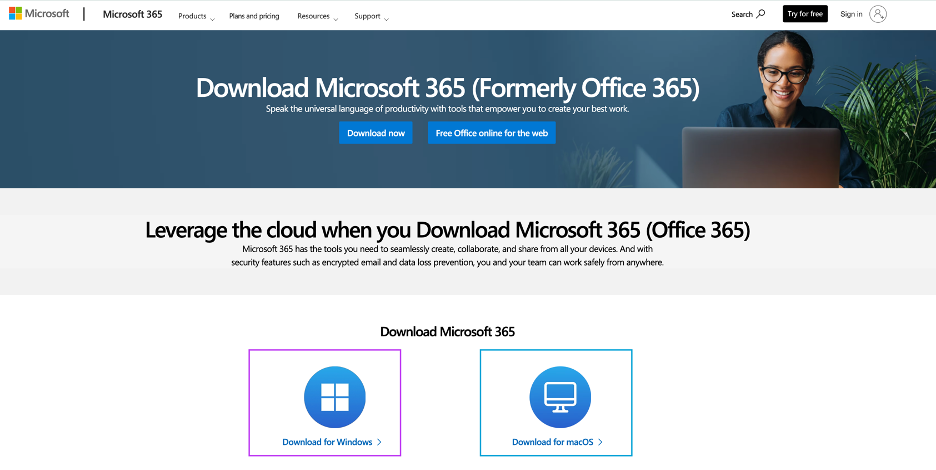 Microsoft
Microsoft 365
Products
Plans and pricing
Resources
Support
Search
Try for free
Sign in
Download Microsoft 365 (Formerly Office 365)
Speak the universal language of productivity with tools that empower you to create your best work.
Download now
Free Office online for the web
Leverage the cloud when you Download Microsoft 365 (Office 365)
Microsoft 365 has the tools you need to seamlessly create, collaborate, and share from all your devices. And with
security features such as encrypted email and data loss prevention, you and your team can work safely from anywhere.
Download Microsoft 365
Download for Windows
Download for macOS